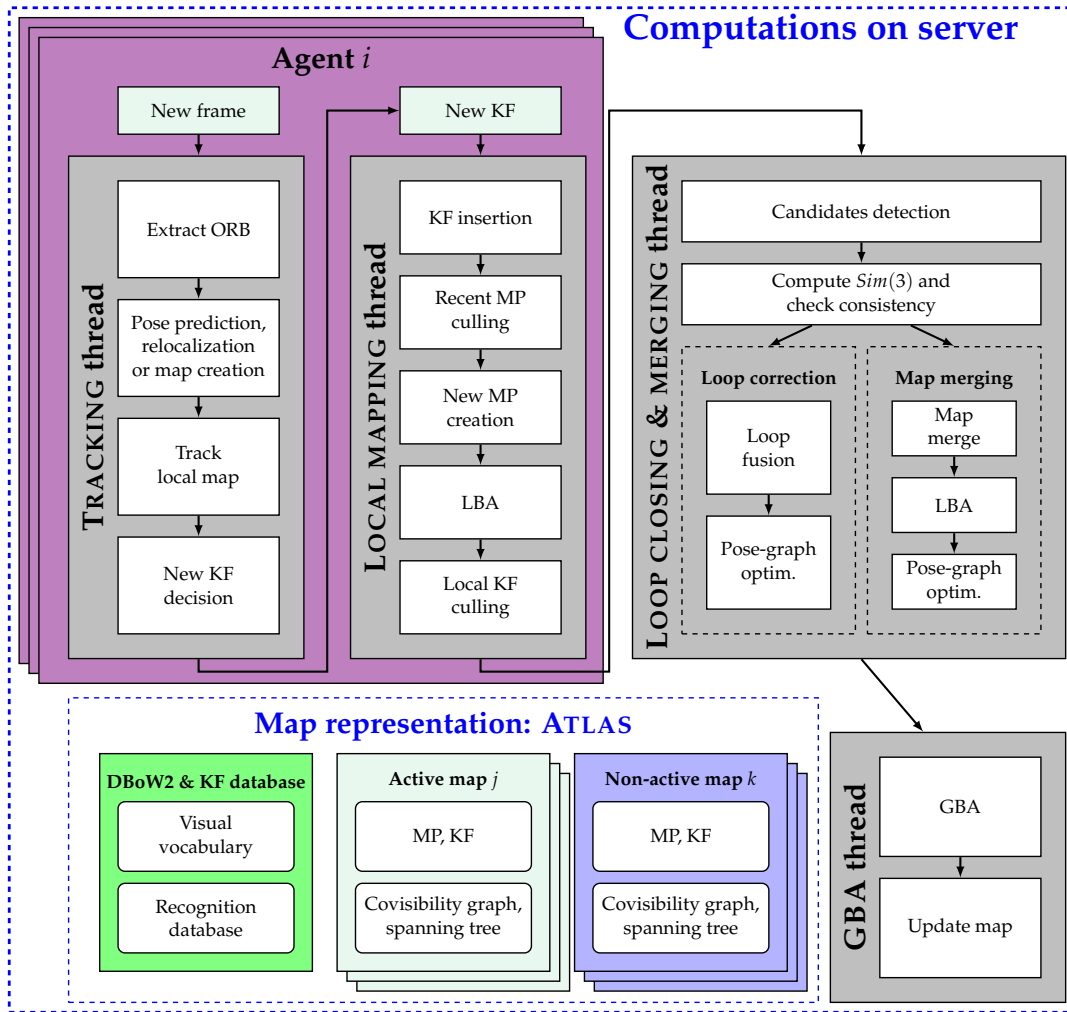 Computations on server
Agent i
New frame
New KF
TRACKING thread
Extract ORB
Pose prediction,
relocalization
or map creation
Track
local map
New KF
decision
LOCAL MAPPING thread
KF insertion
Recent MP
culling
New MP
creation
LBA
Local KF
culling
LOOP CLOSING & MERGING thread
Candidates detection
Compute Sim(3) and
check consistency
Loop correction
Loop
fusion
Pose-graph
optim.
Map merging
Map
merge
LBA
Pose-graph
optim.
Map representation: ATLAS
DBoW2 & KF database
Visual
vocabulary
Recognition
database
Active map j
MP, KF
Covisibility graph,
spanning tree
Non-active map k
MP, KF
Covisibility graph,
spanning tree
GBA thread
GBA
Update map